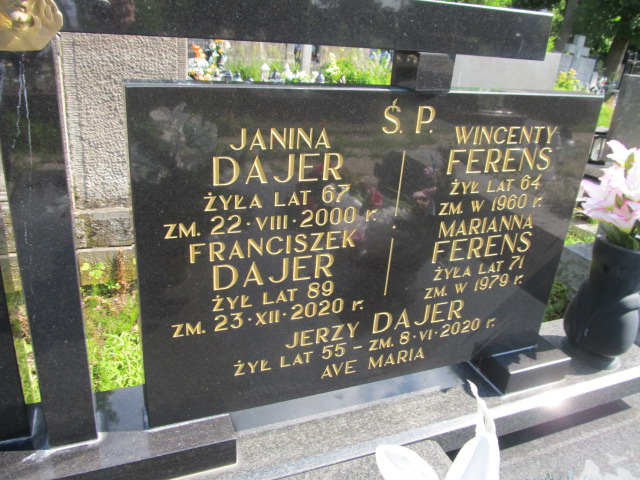 Ś. P.
JANINA
DAJER
ŻYŁA LAT 67
ZM. 22·VIII·2000 r.
FRANCISZEK
DAJER
ŻYŁ LAT 89
ZM. 23·XII·2020 r.
WINCENTY
FERENS
ŻYŁ LAT 64
ZM. W 1960 r.
MARIANNA
FERENS
ŻYŁA LAT 71
ZM. W 1979 r.
JERZY DAJER
ŻYŁ LAT 55 – ZM. 8·VI·2020 r.
AVE MARIA